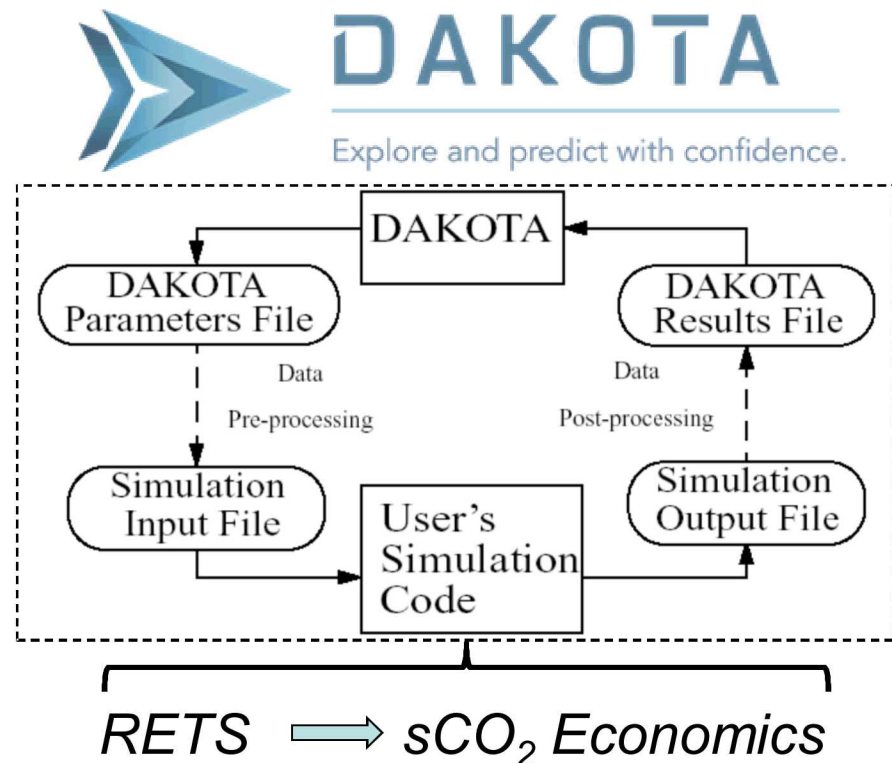 DAKOTA
Explore and predict with confidence.
DAKOTA
DAKOTA
Parameters File
DAKOTA
Results File
Data
Pre-processing
Data
Post-processing
Simulation
Input File
User's
Simulation
Code
Simulation
Output File
RETS sCO₂ Economics